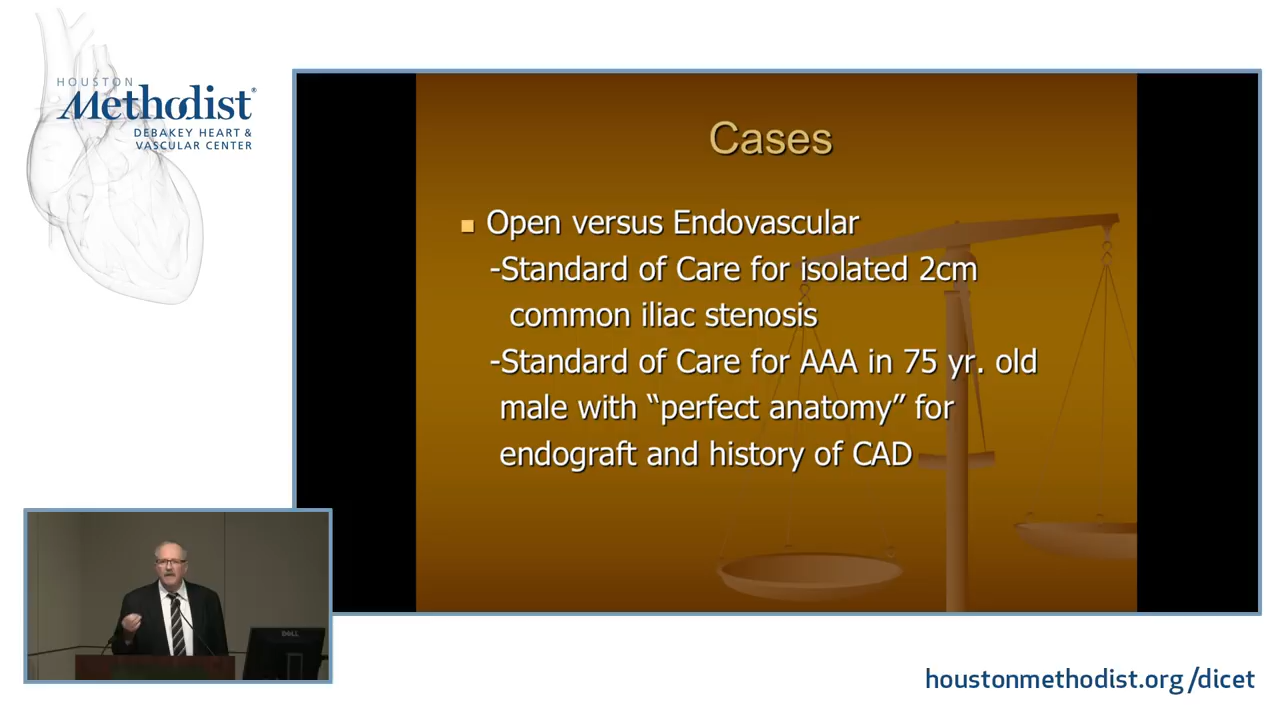 HOUSTON
Methodist®
DEBAKEY HEART &
VASCULAR CENTER
Cases
Open versus Endovascular
-Standard of Care for isolated 2cm
common iliac stenosis
-Standard of Care for AAA in 75 yr. old
male with “perfect anatomy” for
endograft and history of CAD
DELL
houstonmethodist.org/dicet